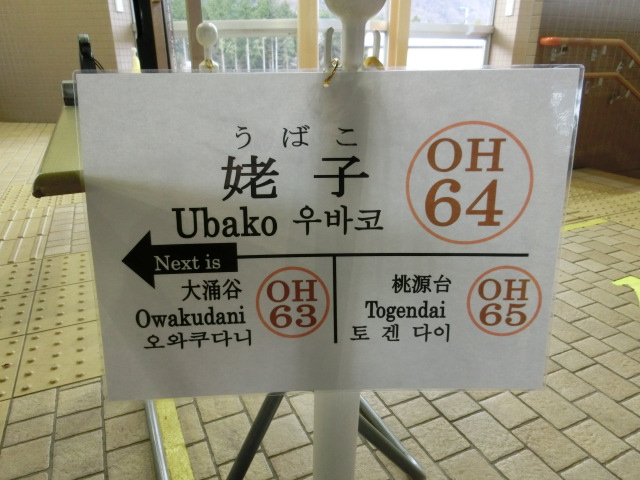 うばこ
姥子
Ubako 우바코
OH
64
Next is
大涌谷
Owakudani
오와쿠다니
OH
63
桃源台
Togendai
토 겐 다이
OH
65